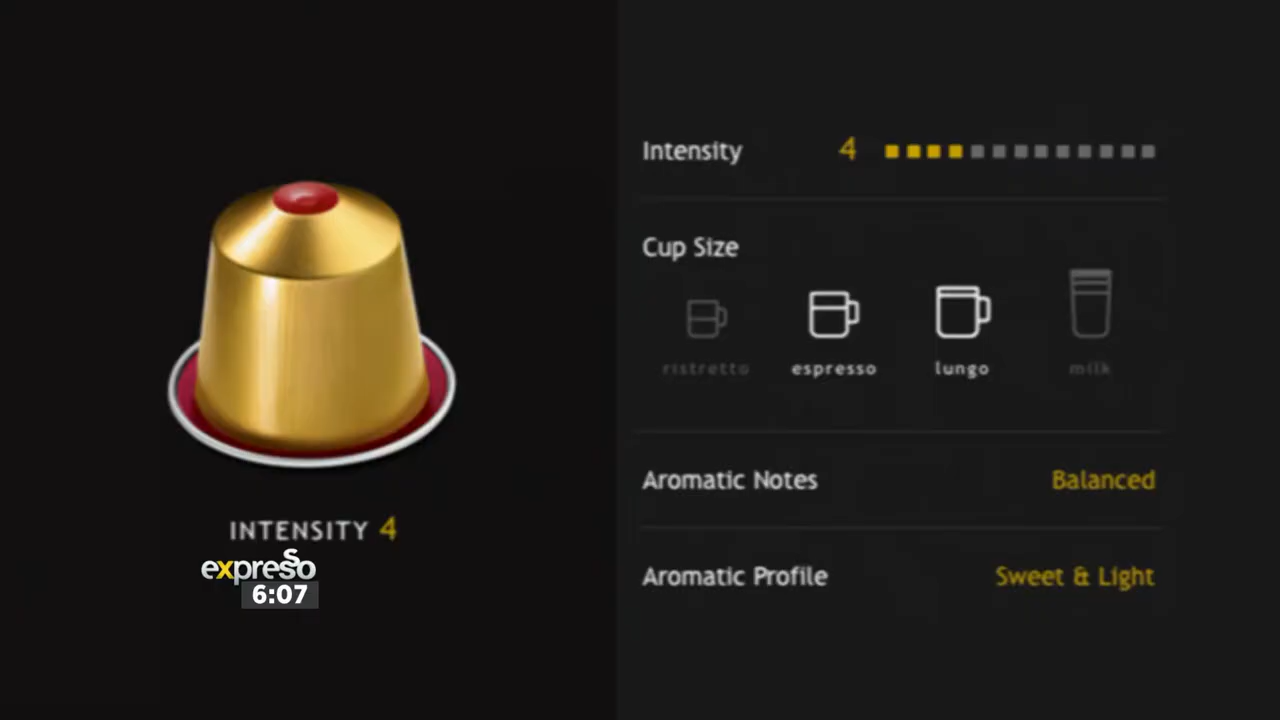 INTENSITY 4
expresso
6:07
Intensity 4
Cup Size
ristretto espresso lungo milk
Aromatic Notes Balanced
Aromatic Profile Sweet & Light